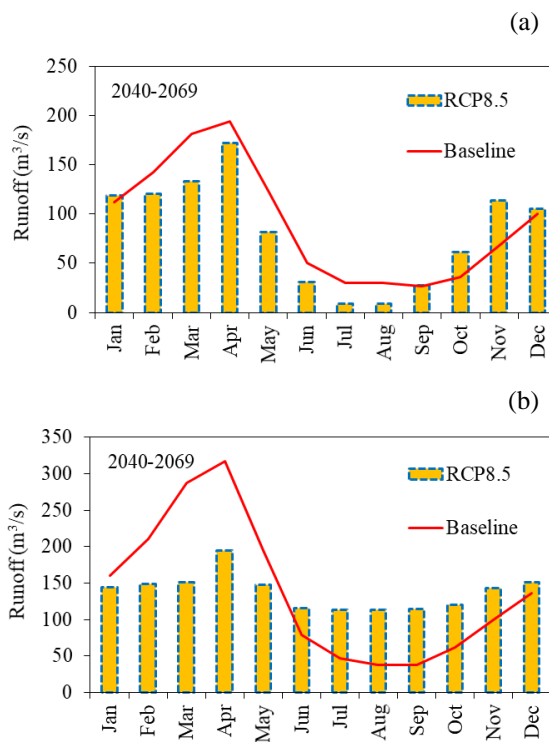 (a)
250
200
150
100
50
0
Runoff (m³/s)
2040-2069
RCP8.5
Baseline
Jan Feb Mar Apr May Jun Jul Aug Sep Oct Nov Dec
(b)
350
300
250
200
150
100
50
0
Runoff (m³/s)
2040-2069
RCP8.5
Baseline
Jan Feb Mar Apr May Jun Jul Aug Sep Oct Nov Dec